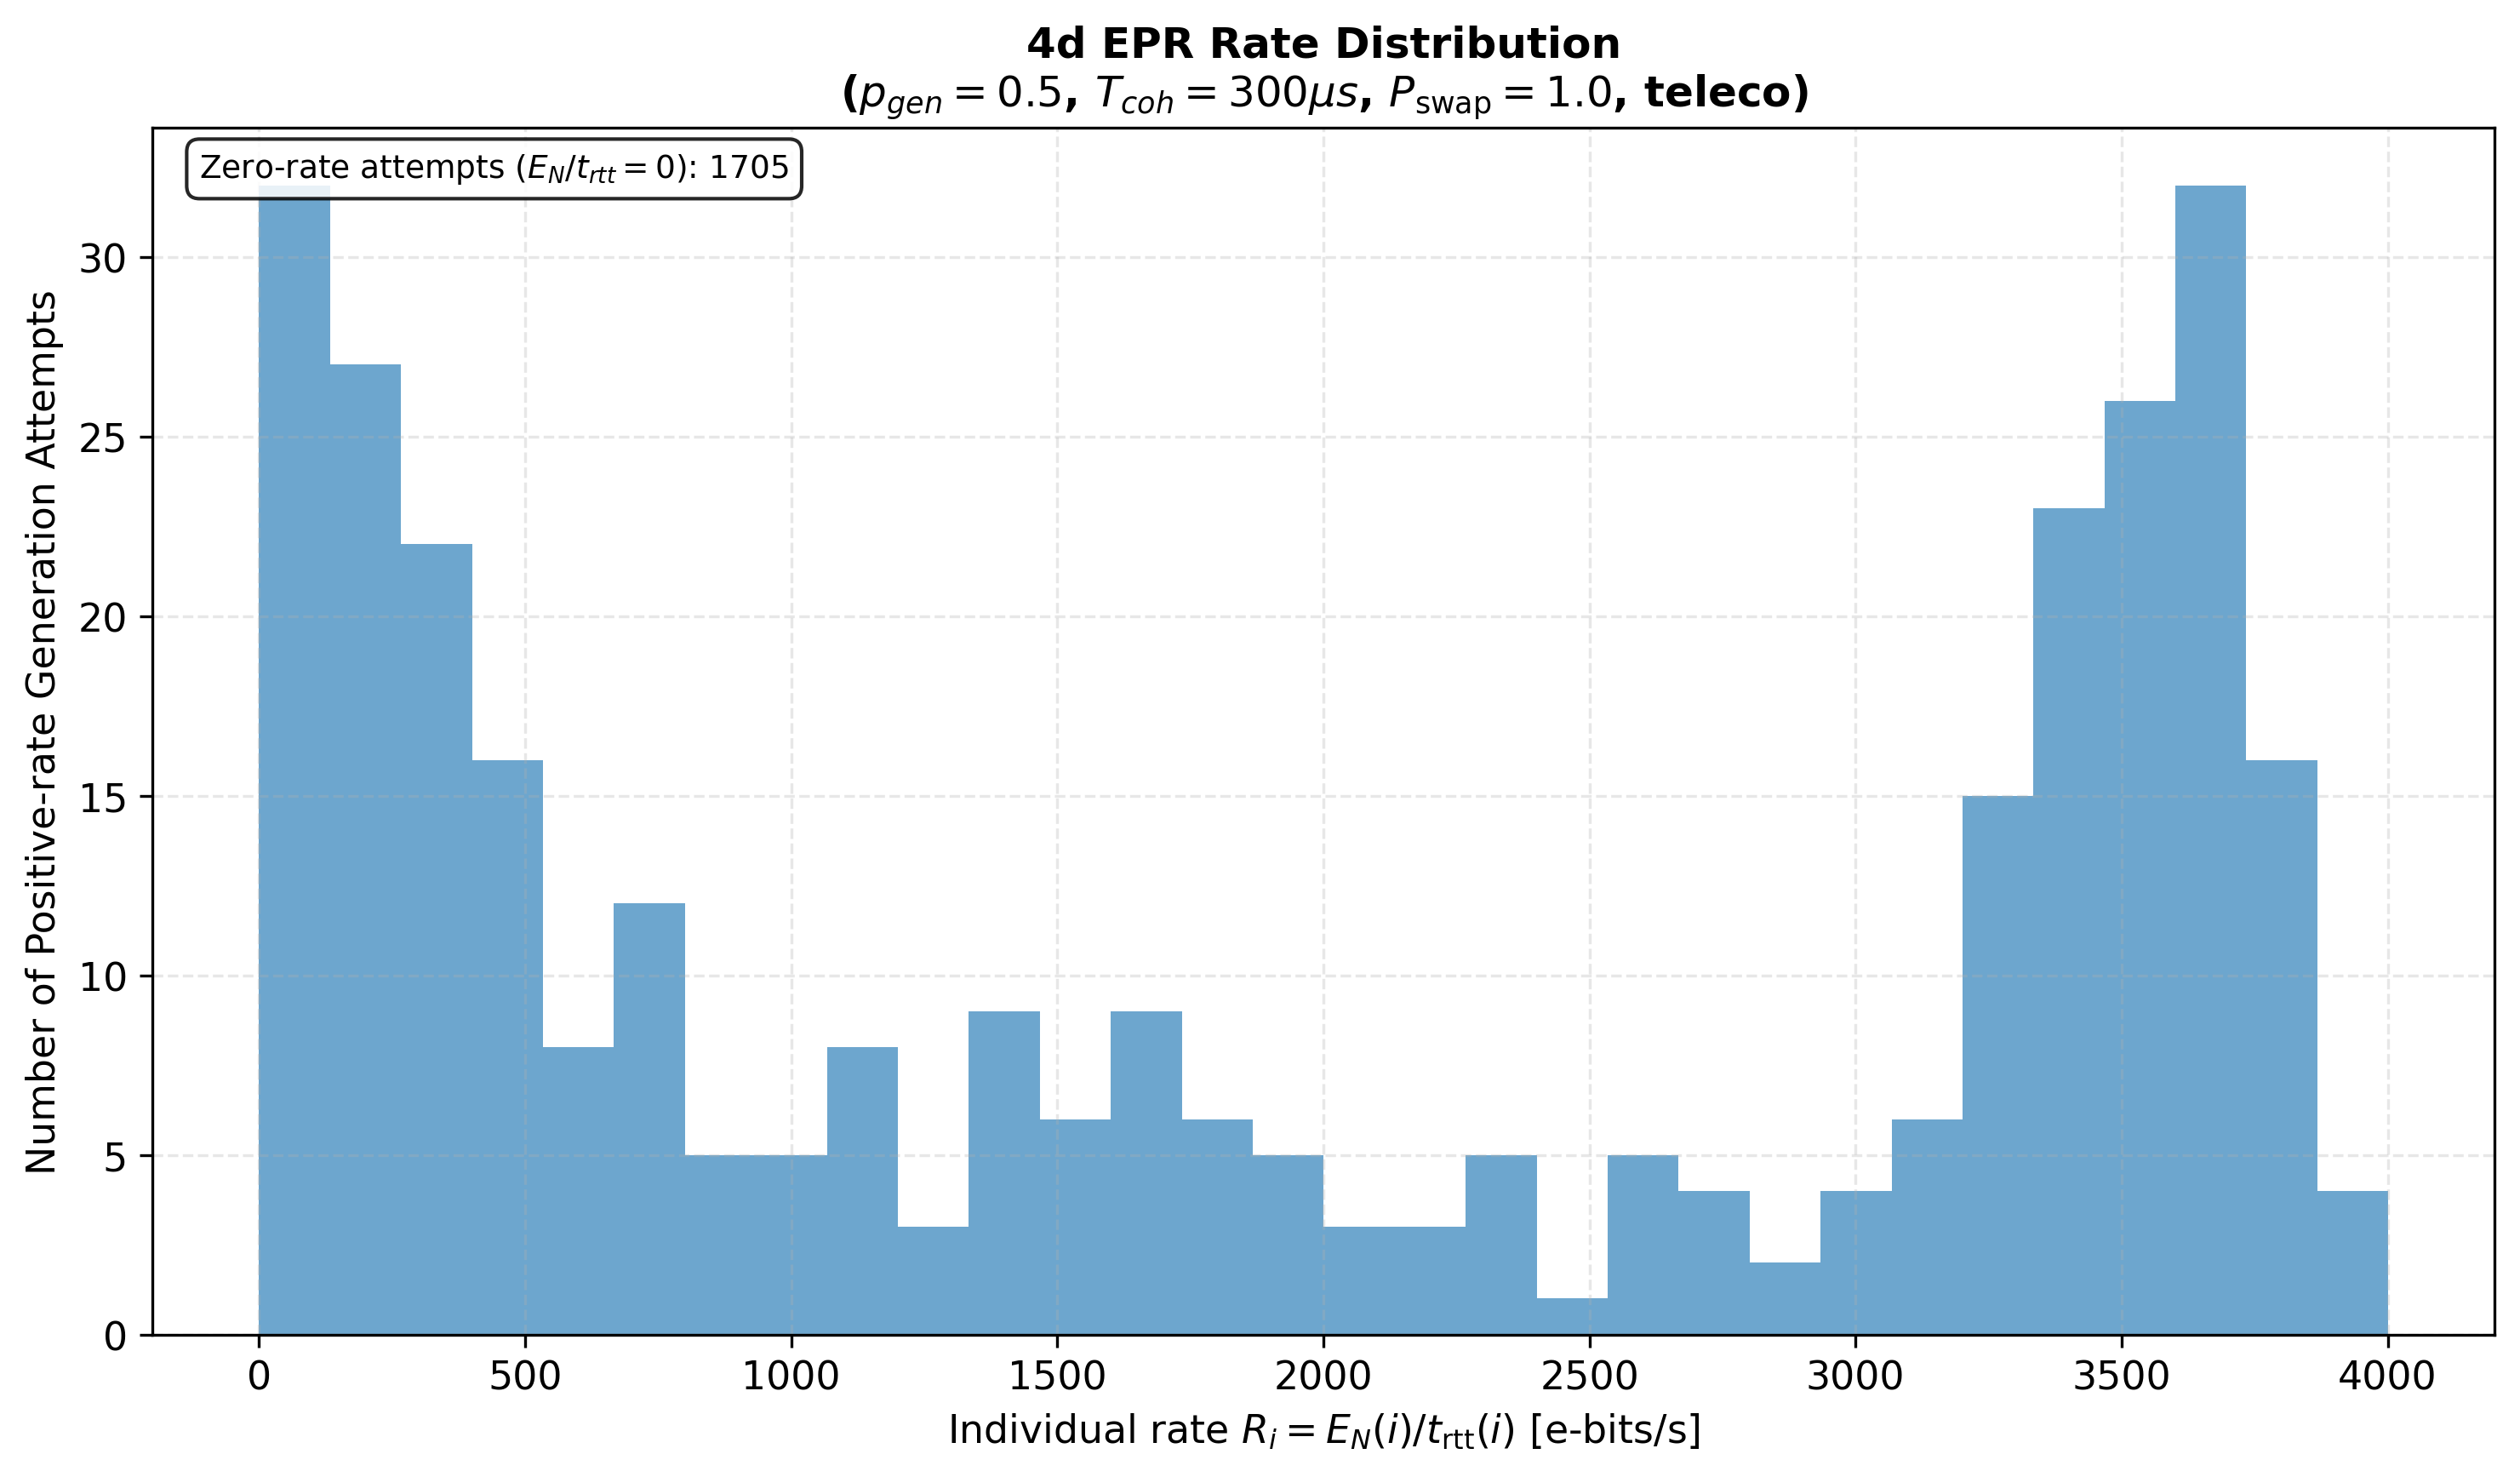 4d EPR Rate Distribution
(p_gen = 0.5, T_coh = 300μs, P_swap = 1.0, teleco)
Zero-rate attempts (E_N/t_rtt = 0): 1705
Number of Positive-rate Generation Attempts
30
25
20
15
10
5
0
0 500 1000 1500 2000 2500 3000 3500 4000
Individual rate R_i = E_N(i)/t_rtt(i) [e-bits/s]